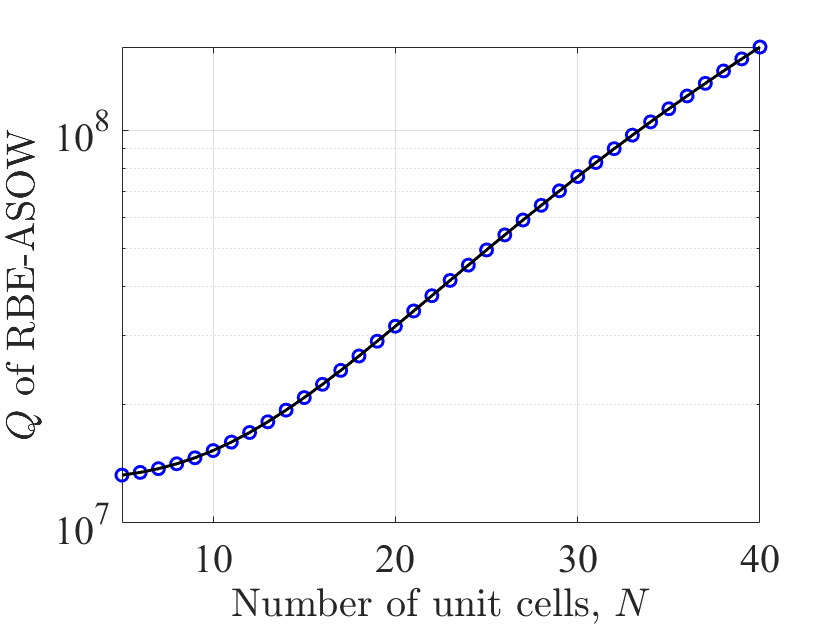 Q of RBE-ASOW
10^8
10^7
10 20 30 40
Number of unit cells, N